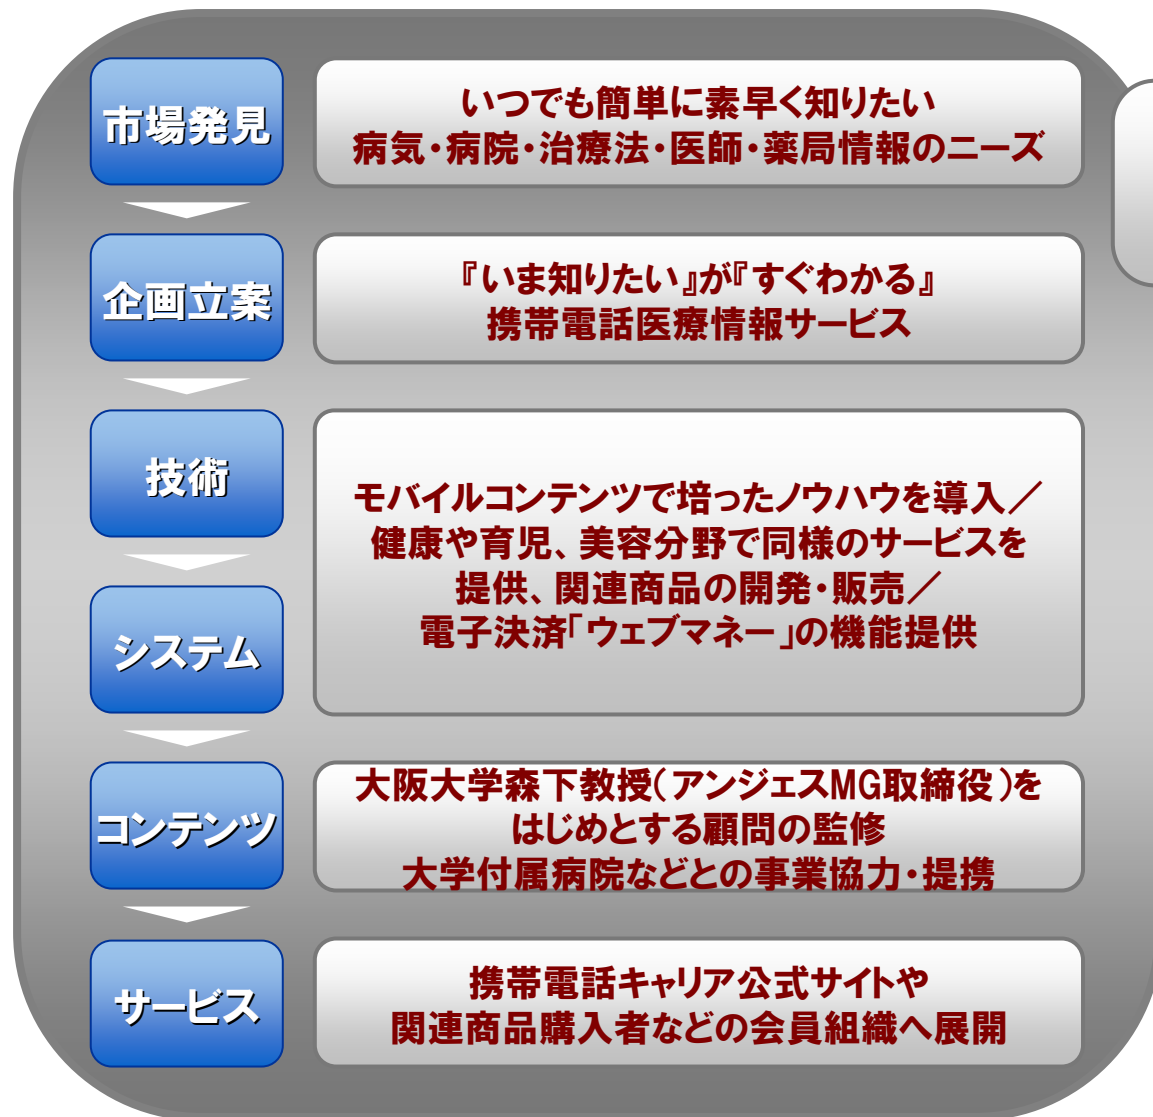 市場発見
いつでも簡単に素早く知りたい
病気・病院・治療法・医師・薬局情報のニーズ
企画立案
『いま知りたい』が『すぐわかる』
携帯電話医療情報サービス
技術
システム
モバイルコンテンツで培ったノウハウを導入／
健康や育児、美容分野で同様のサービスを
提供、関連商品の開発・販売／
電子決済「ウェブマネー」の機能提供
コンテンツ
大阪大学森下教授(アンジェスMG取締役)を
はじめとする顧問の監修
大学付属病院などとの事業協力・提携
サービス
携帯電話キャリア公式サイトや
関連商品購入者などの会員組織へ展開